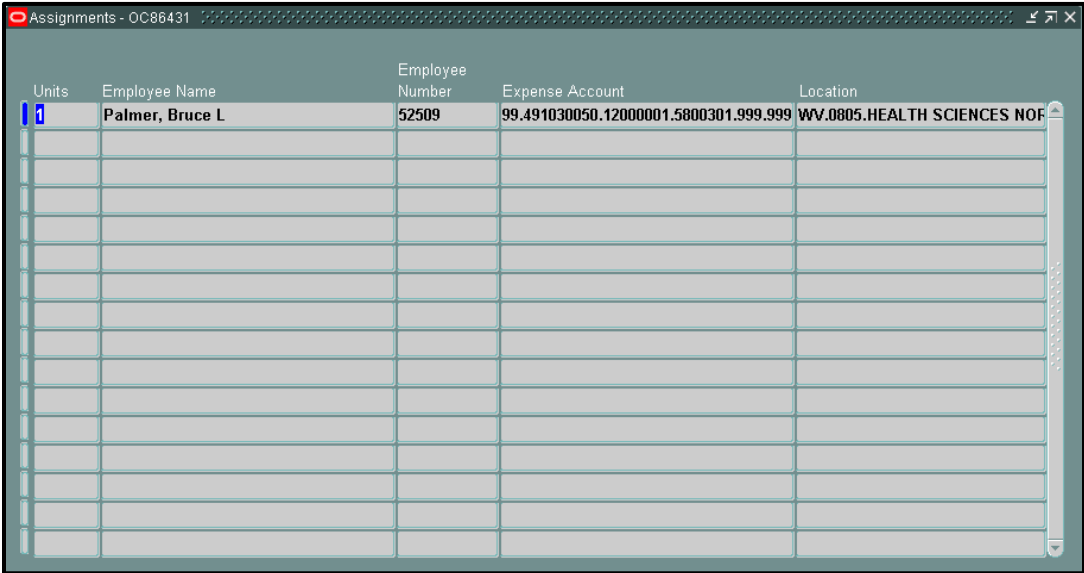 Assignments - OC86431
Employee
Units Employee Name Number Expense Account Location
1 Palmer, Bruce L 52509 99.491030050.12000001.5800301.999.999 WV.0805.HEALTH SCIENCES NOR